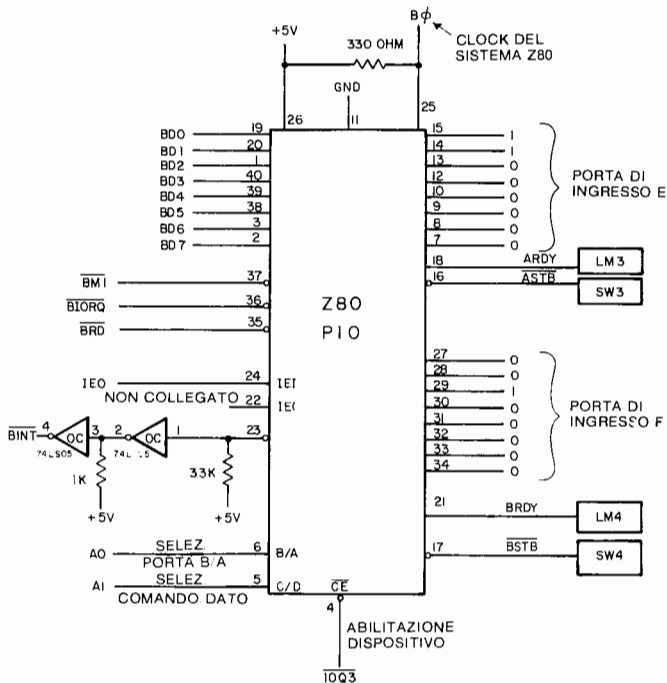 +5V
Bϕ
330 OHM
CLOCK DEL
SISTEMA Z80
GND
26
11
25
BD0 19
BD1 20
BD2 1
BD3 40
BD4 39
BD5 38
BD6 3
BD7 2
15 1
14 1
13 0
12 0
10 0
9 0
8 0
7 0
PORTA DI
INGRESSO E
18 ARDY LM3
16 ASTB SW3
BM1 37
BIORQ 36
BRD 35
Z80
PIO
IEO 24 IEI
NON COLLEGATO
22
BINT 4 OC 3 2 OC 1 23
74LS05
1K
33K
+5V
+5V
27 0
28 0
29 1
30 0
31 0
32 0
33 0
34 0
PORTA DI
INGRESSO F
21 BRDY LM4
17 BSTB SW4
A0 SELEZ. 6 B/A
PORTA B/A
A1 SELEZ. 5 C/D
COMANDO DATO
CE
4
ABILITAZIONE
DISPOSITIVO
IOQ3